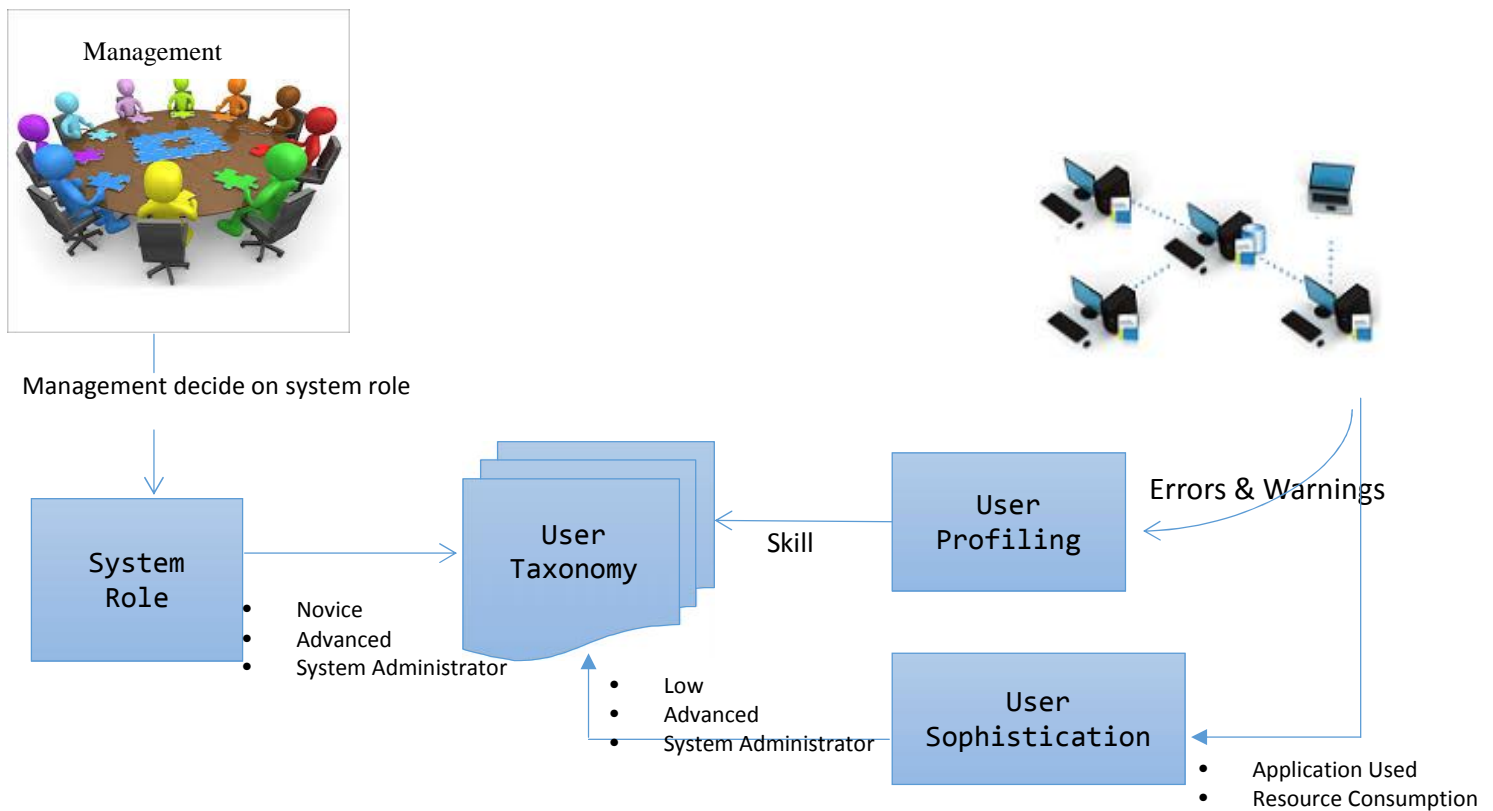 Management
Management decide on system role
System
Role
• Novice
• Advanced
• System Administrator
User
Taxonomy
Skill
User
Profiling
Errors & Warnings
• Low
• Advanced
• System Administrator
User
Sophistication
• Application Used
• Resource Consumption